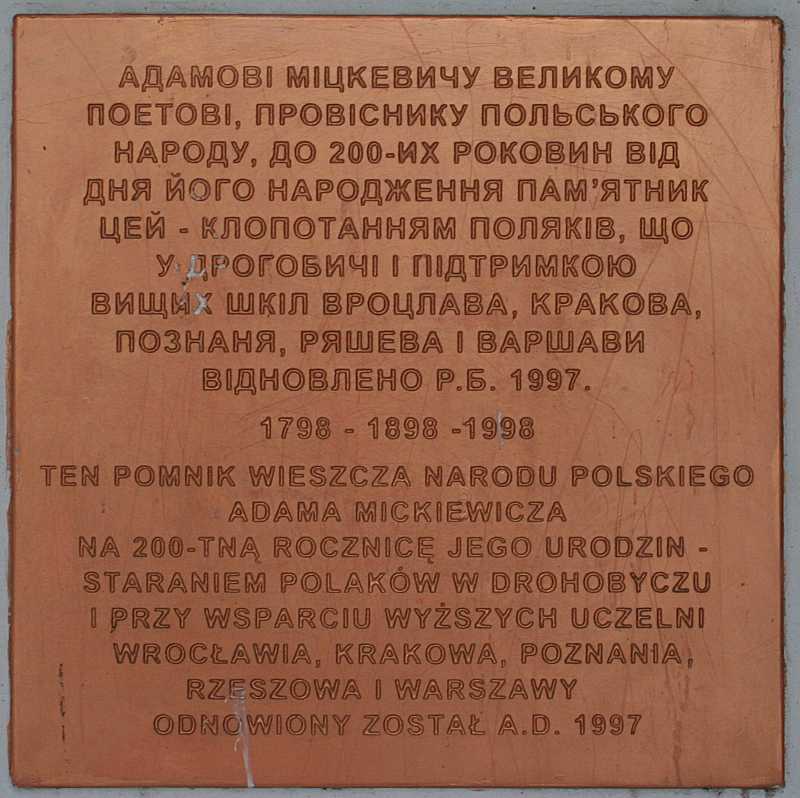 АДАМОВІ МІЦКЕВИЧУ ВЕЛИКОМУ
ПОЕТОВІ, ПРОВІСНИКУ ПОЛЬСЬКОГО
НАРОДУ, ДО 200-ИХ РОКОВИН ВІД
ДНЯ ЙОГО НАРОДЖЕННЯ ПАМ’ЯТНИК
ЦЕЙ - КЛОПОТАННЯМ ПОЛЯКІВ, ЩО
У ДРОГОБИЧІ І ПІДТРИМКОЮ
ВИЩИХ ШКІЛ ВРОЦЛАВА, КРАКОВА,
ПОЗНАНЯ, РЯШЕВА І ВАРШАВИ
ВІДНОВЛЕНО Р.Б. 1997.
1798 - 1898 -1998
TEN POMNIK WIESZCZA NARODU POLSKIEGO
ADAMA MICKIEWICZA
NA 200-TNĄ ROCZNICĘ JEGO URODZIN -
STARANIEM POLAKÓW W DROHOBYCZU
I PRZY WSPARCIU WYŻSZYCH UCZELNI
WROCŁAWIA, KRAKOWA, POZNANIA,
RZESZOWA I WARSZAWY
ODNOWIONY ZOSTAŁ A.D. 1997